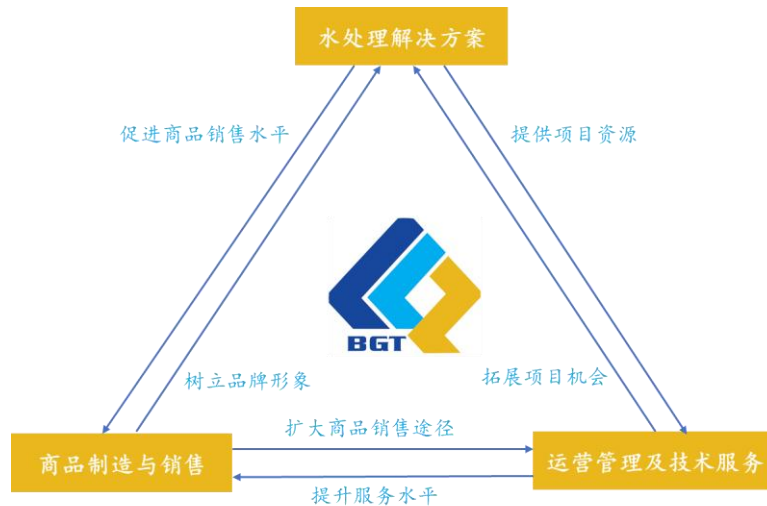 水处理解决方案
促进商品销售水平
提供项目资源
BGT
树立品牌形象
拓展项目机会
扩大商品销售途径
商品制造与销售
运营管理及技术服务
提升服务水平